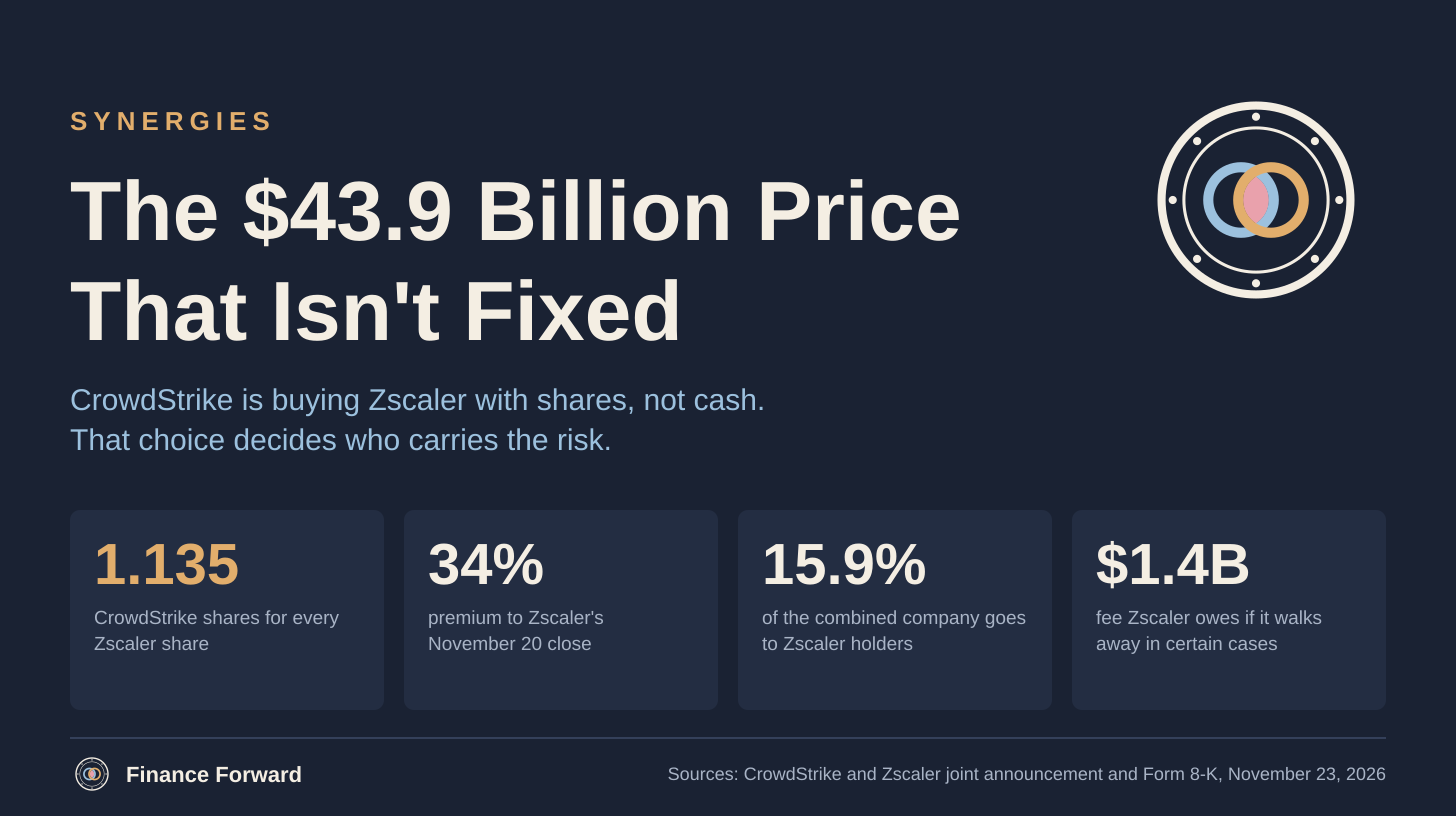 SYNERGIES
The $43.9 Billion Price
That Isn't Fixed
CrowdStrike is buying Zscaler with shares, not cash.
That choice decides who carries the risk.
1.135
CrowdStrike shares for every
Zscaler share
34%
premium to Zscaler's
November 20 close
15.9%
of the combined company goes
to Zscaler holders
$1.4B
fee Zscaler owes if it walks
away in certain cases
Finance Forward
Sources: CrowdStrike and Zscaler joint announcement and Form 8-K, November 23, 2026